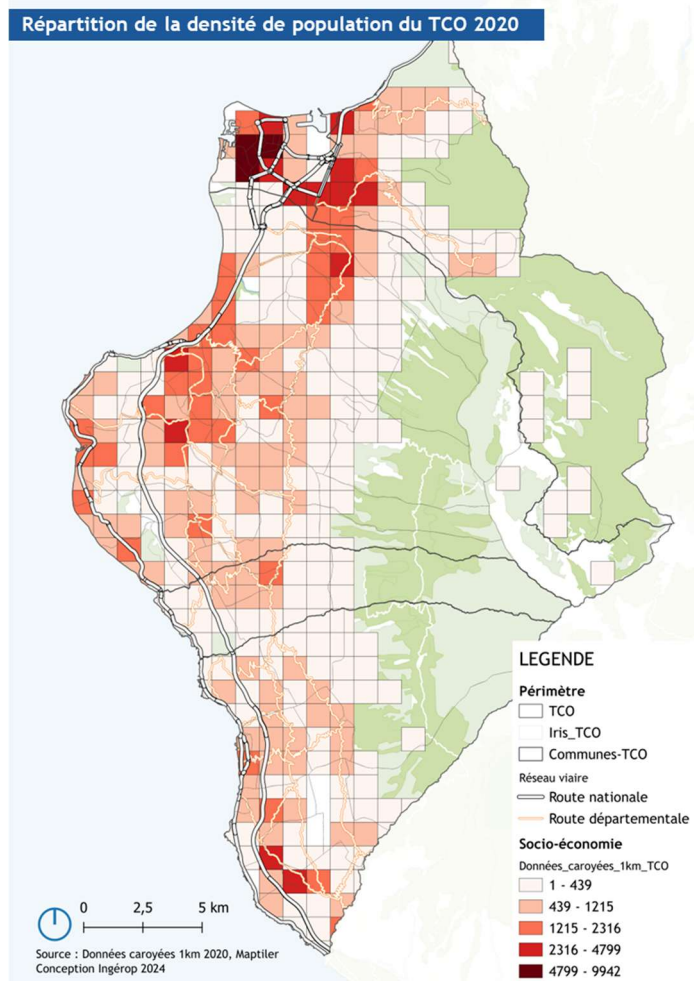 Répartition de la densité de population du TCO 2020
LEGENDE
Périmètre
TCO
Iris_TCO
Communes-TCO
Réseau viaire
Route nationale
Route départementale
Socio-économie
Données_caroyées_1km_TCO
1 - 439
439 - 1215
1215 - 2316
2316 - 4799
4799 - 9942
0 2,5 5 km
Source : Données caroyées 1km 2020, Maptiler
Conception Ingérop 2024